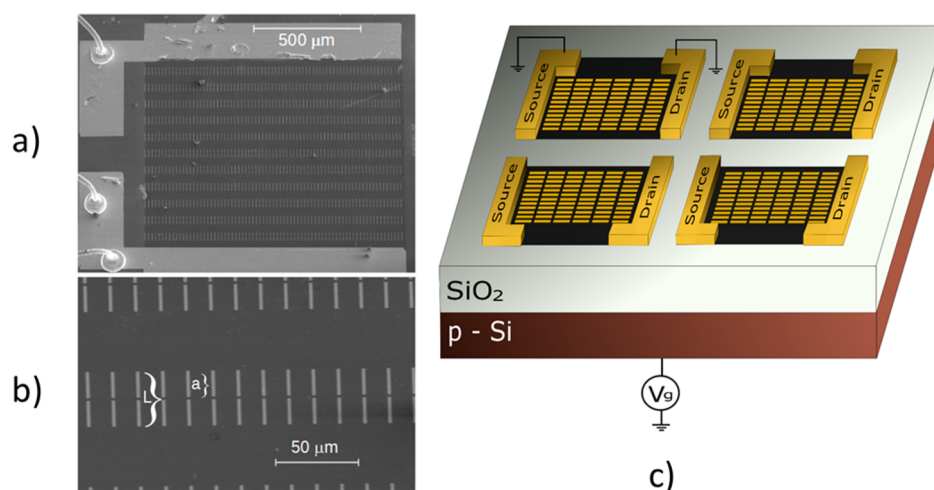 a)
500 μm
b)
L
a
50 μm
Source
Drain
Source
Drain
Source
Drain
Source
Drain
SiO₂
p - Si
Vg
c)